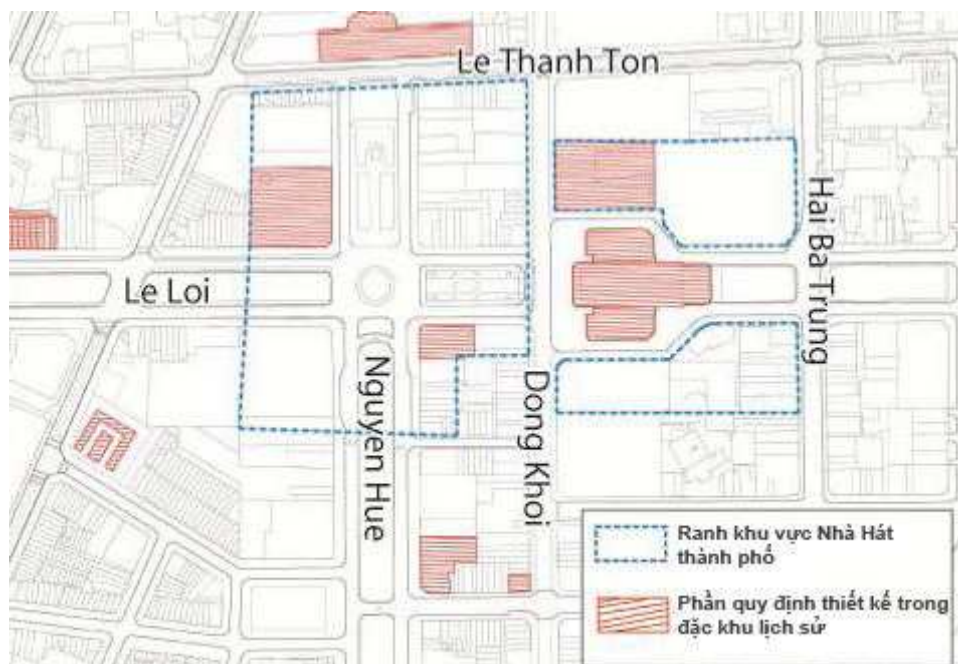 Le Thanh Ton
Hai Ba Trung
Le Loi
Nguyen Hue
Dong Khoi
Ranh khu vực Nhà Hát
thành phố
Phần quy định thiết kế trong
đặc khu lịch sử